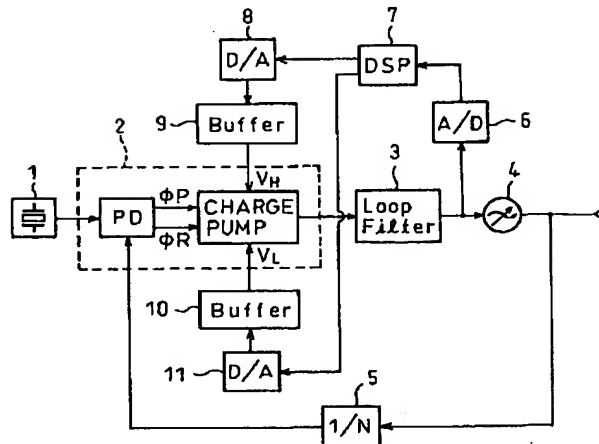 8
D/A
7
DSP
9
Buffer
A/D
6
2
1
PD
ΦP
ΦR
VH
CHARGE
PUMP
VL
3
Loop
Filter
4
10
Buffer
11
D/A
5
1/N